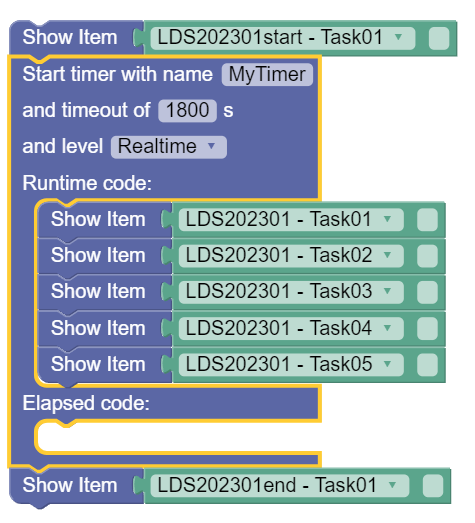 Show Item LDS202301start - Task01
Start timer with name MyTimer
and timeout of 1800 s
and level Realtime
Runtime code:
Show Item LDS202301 - Task01
Show Item LDS202301 - Task02
Show Item LDS202301 - Task03
Show Item LDS202301 - Task04
Show Item LDS202301 - Task05
Elapsed code:
Show Item LDS202301end - Task01